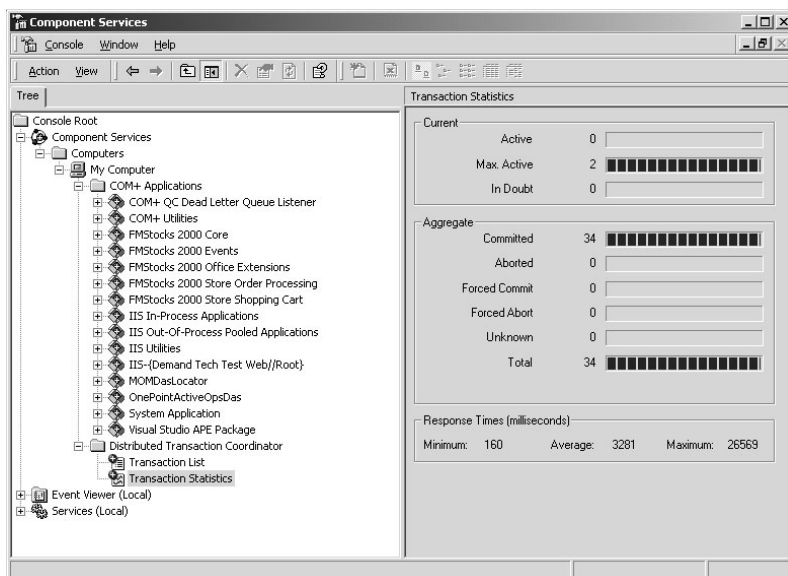 Component Services
Console Window Help
Action View
Tree
Console Root
Component Services
Computers
My Computer
COM+ Applications
COM+ QC Dead Letter Queue Listener
COM+ Utilities
FMStocks 2000 Core
FMStocks 2000 Events
FMStocks 2000 Office Extensions
FMStocks 2000 Store Order Processing
FMStocks 2000 Store Shopping Cart
IIS In-Process Applications
IIS Out-Of-Process Pooled Applications
IIS Utilities
IIS-{Demand Tech Test Web//Root}
MOMDasLocator
OnePointActiveOpsDas
System Application
Visual Studio APE Package
Distributed Transaction Coordinator
Transaction List
Transaction Statistics
Event Viewer (Local)
Services (Local)
Transaction Statistics
Current
Active 0
Max. Active 2
In Doubt 0
Aggregate
Committed 34
Aborted 0
Forced Commit 0
Forced Abort 0
Unknown 0
Total 34
Response Times (milliseconds)
Minimum: 160 Average: 3281 Maximum: 26569